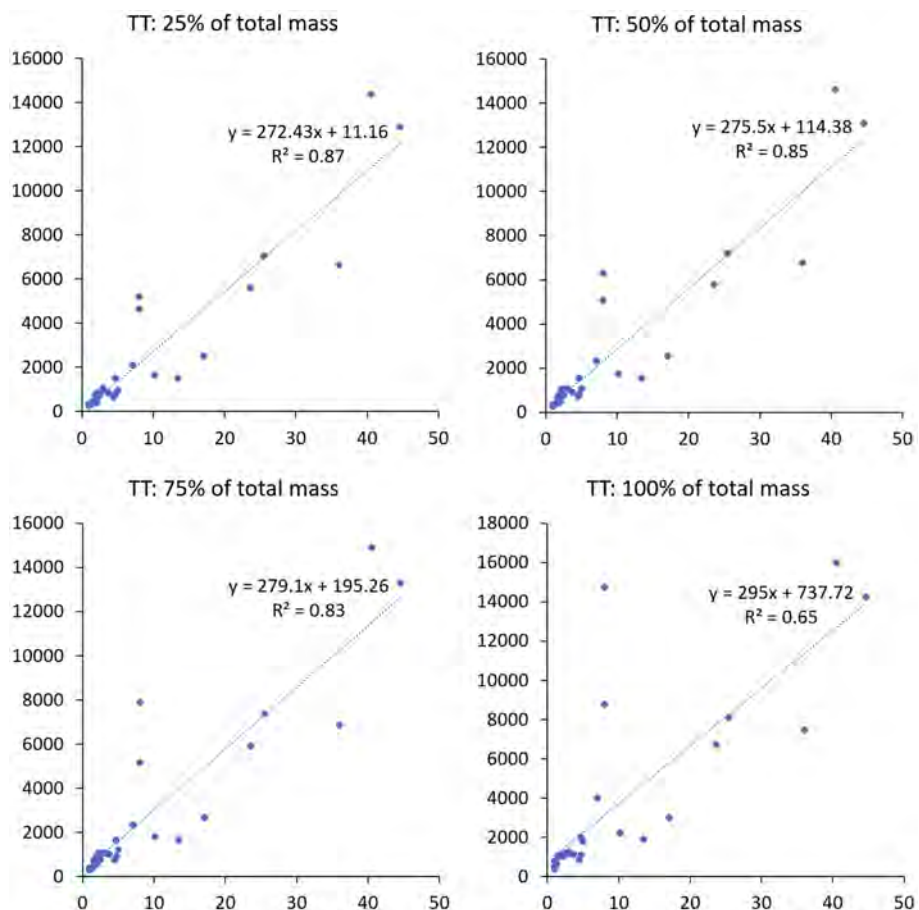 TT: 25% of total mass
16000
14000
12000
10000
8000
6000
4000
2000
0
0 10 20 30 40 50
y = 272.43x + 11.16
R² = 0.87
TT: 50% of total mass
16000
14000
12000
10000
8000
6000
4000
2000
0
0 10 20 30 40 50
y = 275.5x + 114.38
R² = 0.85
TT: 75% of total mass
16000
14000
12000
10000
8000
6000
4000
2000
0
0 10 20 30 40 50
y = 279.1x + 195.26
R² = 0.83
TT: 100% of total mass
18000
16000
14000
12000
10000
8000
6000
4000
2000
0
0 10 20 30 40 50
y = 295x + 737.72
R² = 0.65